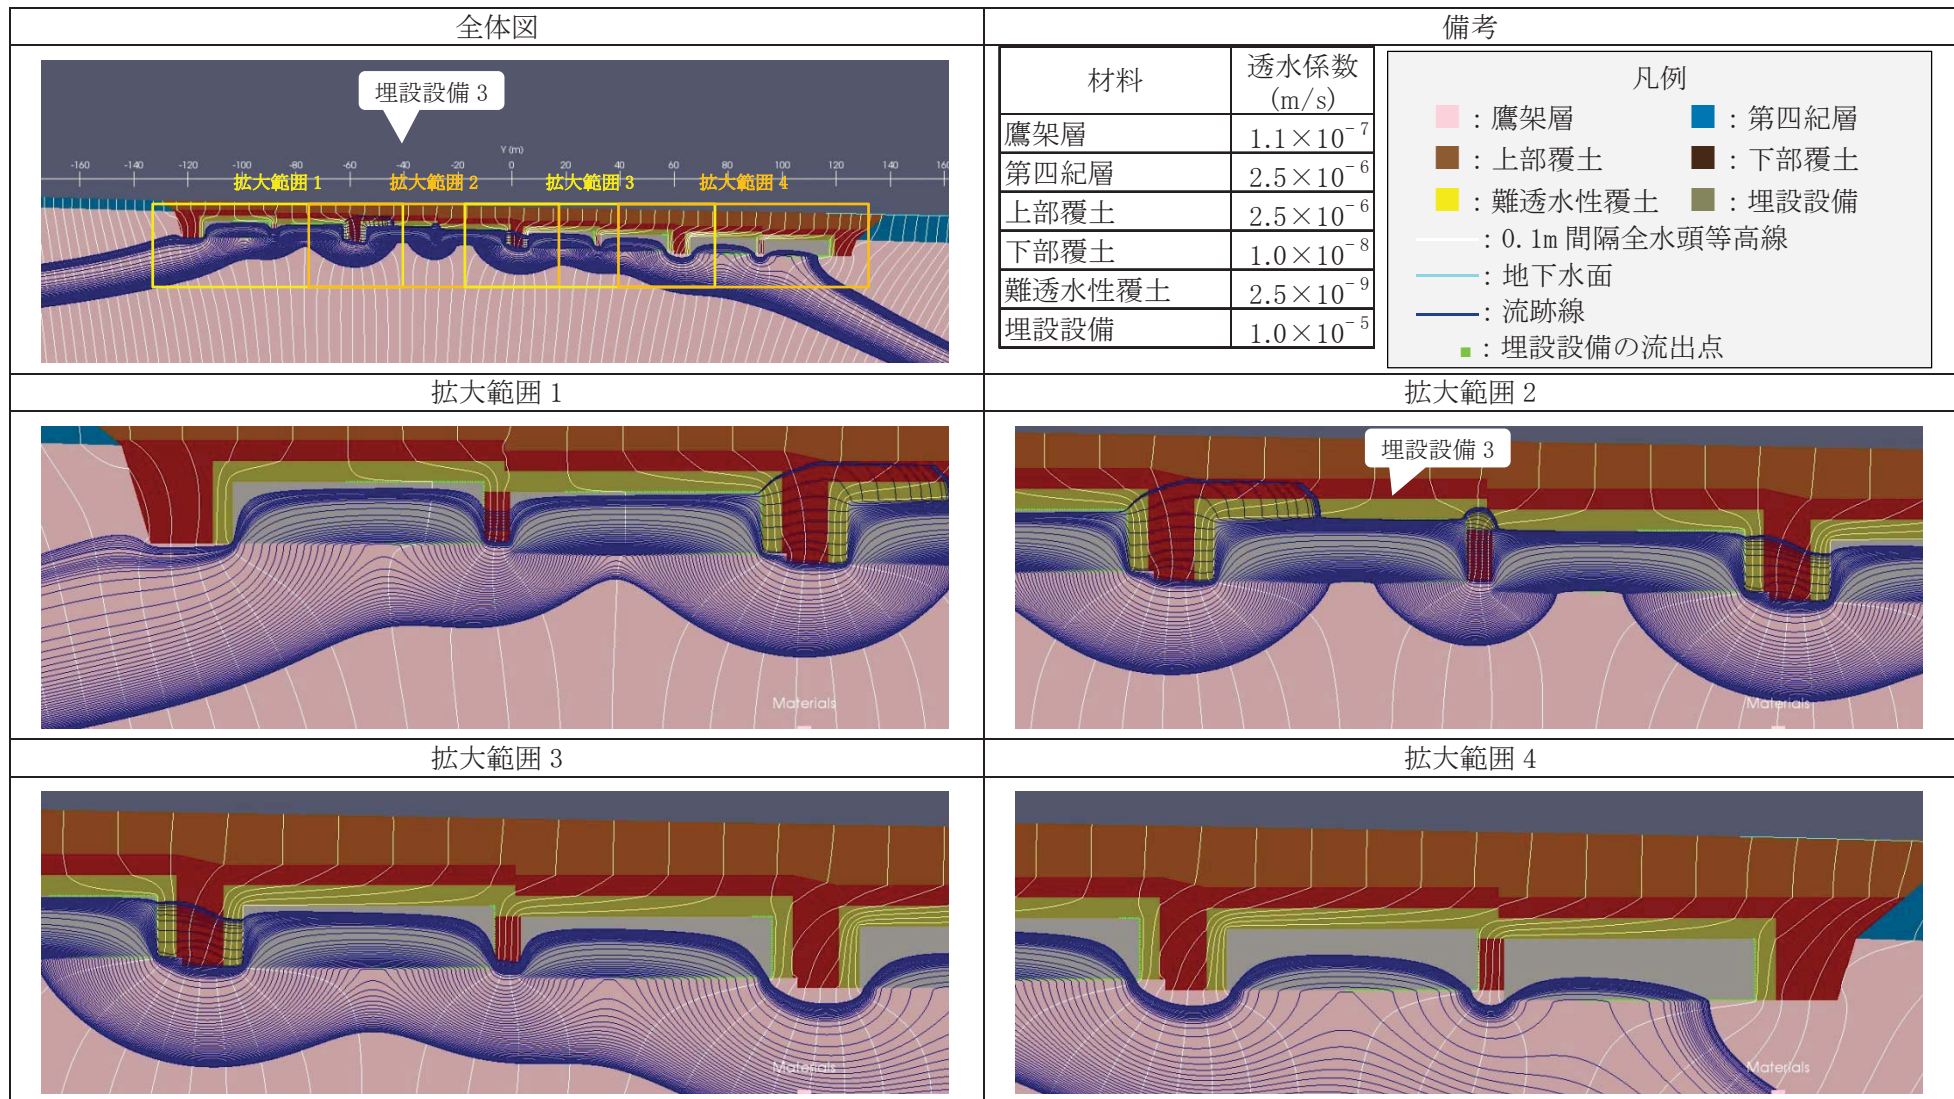 全体図
備考
埋設設備 3
Y (m)
-160 -140 -120 -100 -80 -60 -40 -20 0 20 40 60 80 100 120 140 160
拡大範囲 1 拡大範囲 2 拡大範囲 3 拡大範囲 4
材料 透水係数 (m/s)
鷹架層 1.1×10⁻⁷
第四紀層 2.5×10⁻⁶
上部覆土 2.5×10⁻⁶
下部覆土 1.0×10⁻⁸
難透水性覆土 2.5×10⁻⁹
埋設設備 1.0×10⁻⁵
凡例
：鷹架層 ：第四紀層
：上部覆土 ：下部覆土
：難透水性覆土 ：埋設設備
：0.1m 間隔全水頭等高線
：地下水面
：流跡線
：埋設設備の流出点
拡大範囲 1
拡大範囲 2
Materials
埋設設備 3
Materials
拡大範囲 3
拡大範囲 4
Materials
Materials